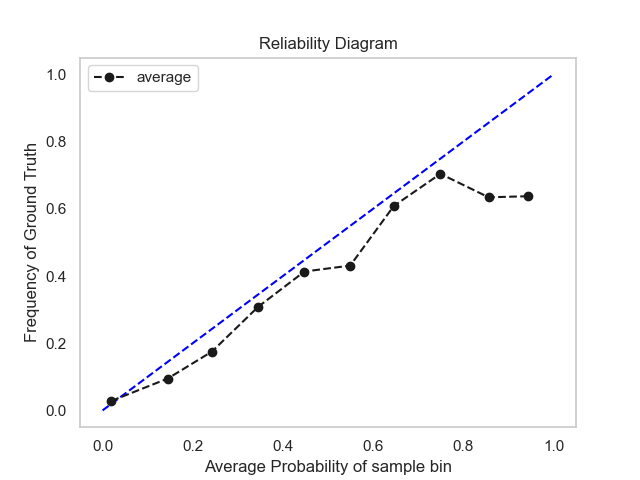 Reliability Diagram
average
Frequency of Ground Truth
1.0
0.8
0.6
0.4
0.2
0.0
0.0 0.2 0.4 0.6 0.8 1.0
Average Probability of sample bin